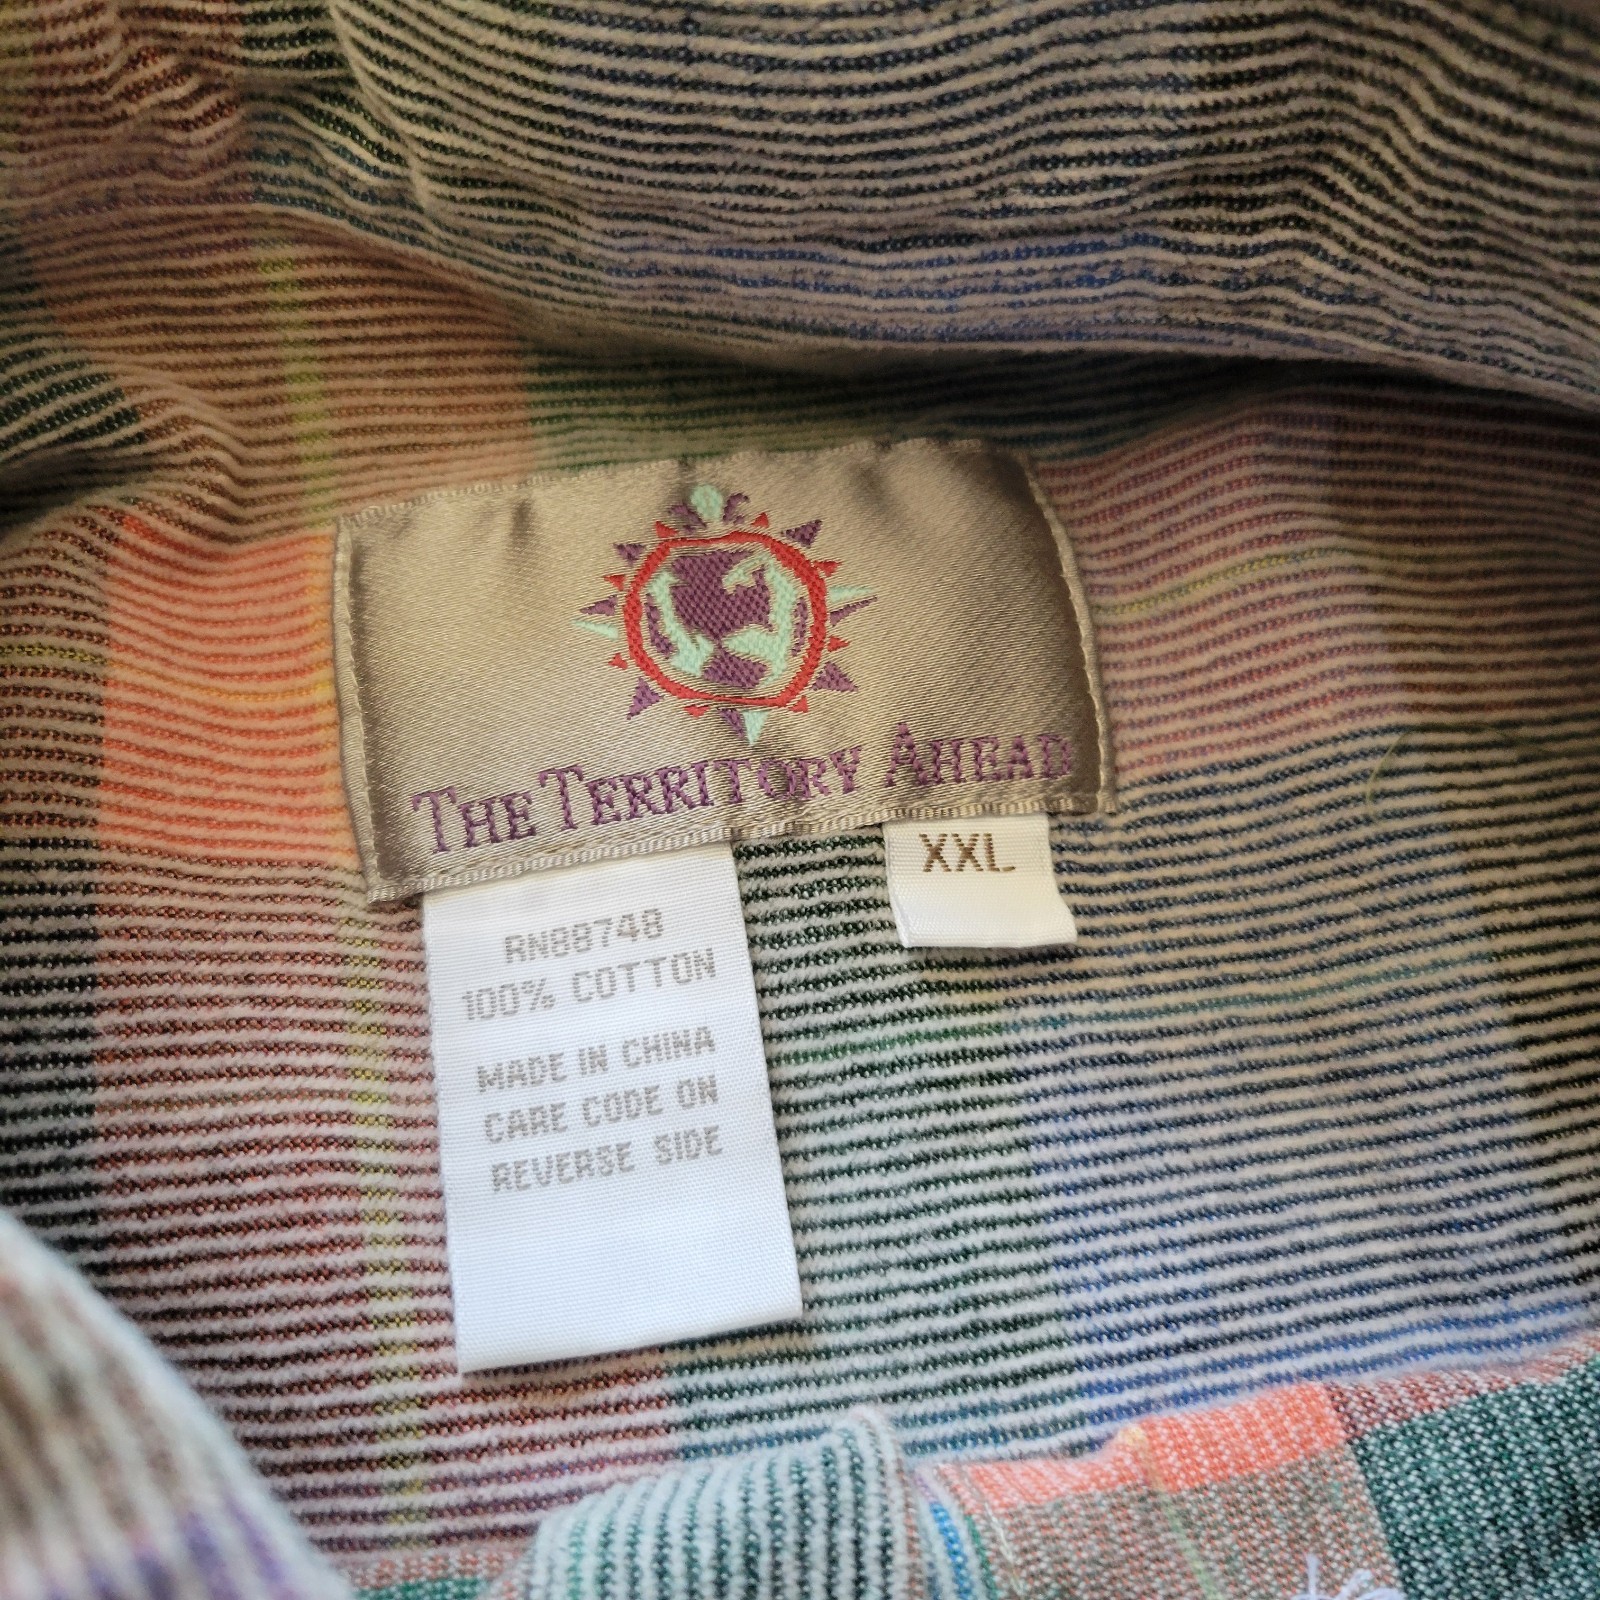 THE TERRITORY AHEAD
XXL
RN88748
100% COTTON
MADE IN CHINA
CARE CODE ON
REVERSE SIDE